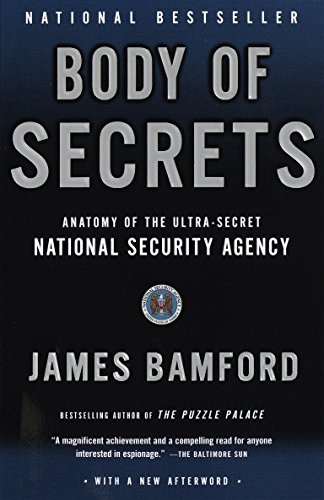 NATIONAL BESTSELLER
BODY OF
SECRETS
ANATOMY OF THE ULTRA-SECRET
NATIONAL SECURITY AGENCY
JAMES BAMFORD
BESTSELLING AUTHOR OF THE PUZZLE PALACE
"A magnificent achievement and a compelling read for anyone
interested in espionage." —THE BALTIMORE SUN
• WITH A NEW AFTERWORD •